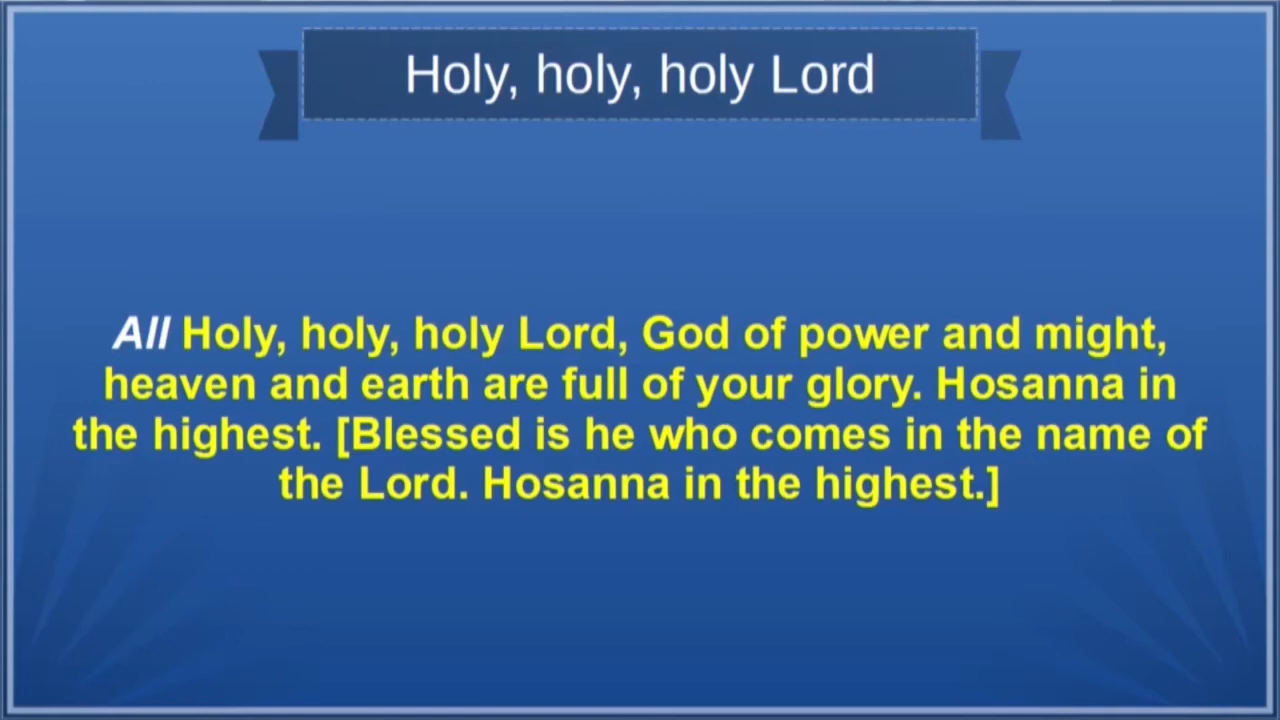 Holy, holy, holy Lord
All Holy, holy, holy Lord, God of power and might,
heaven and earth are full of your glory. Hosanna in
the highest. [Blessed is he who comes in the name of
the Lord. Hosanna in the highest.]